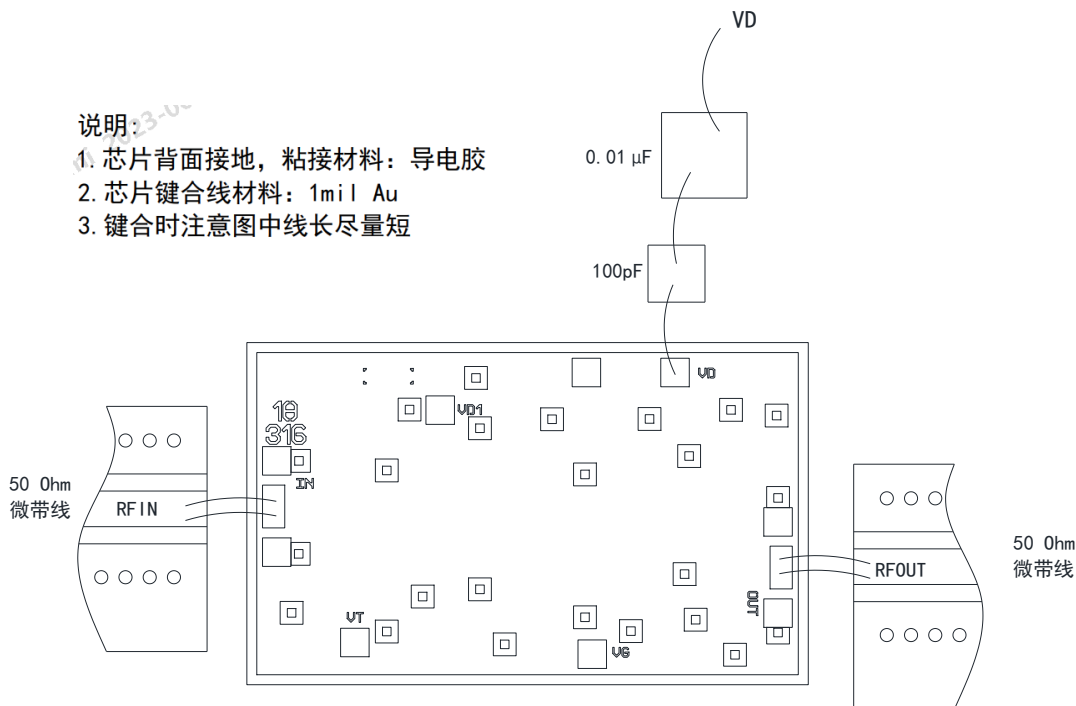 VD
说明:
1. 芯片背面接地，粘接材料：导电胶
2. 芯片键合线材料：1mil Au
3. 键合时注意图中线长尽量短
0.01 μF
100pF
VD
VD1
316
IN
50 Ohm
微带线
RFIN
RFOUT
50 Ohm
微带线
OUT
VT
VG